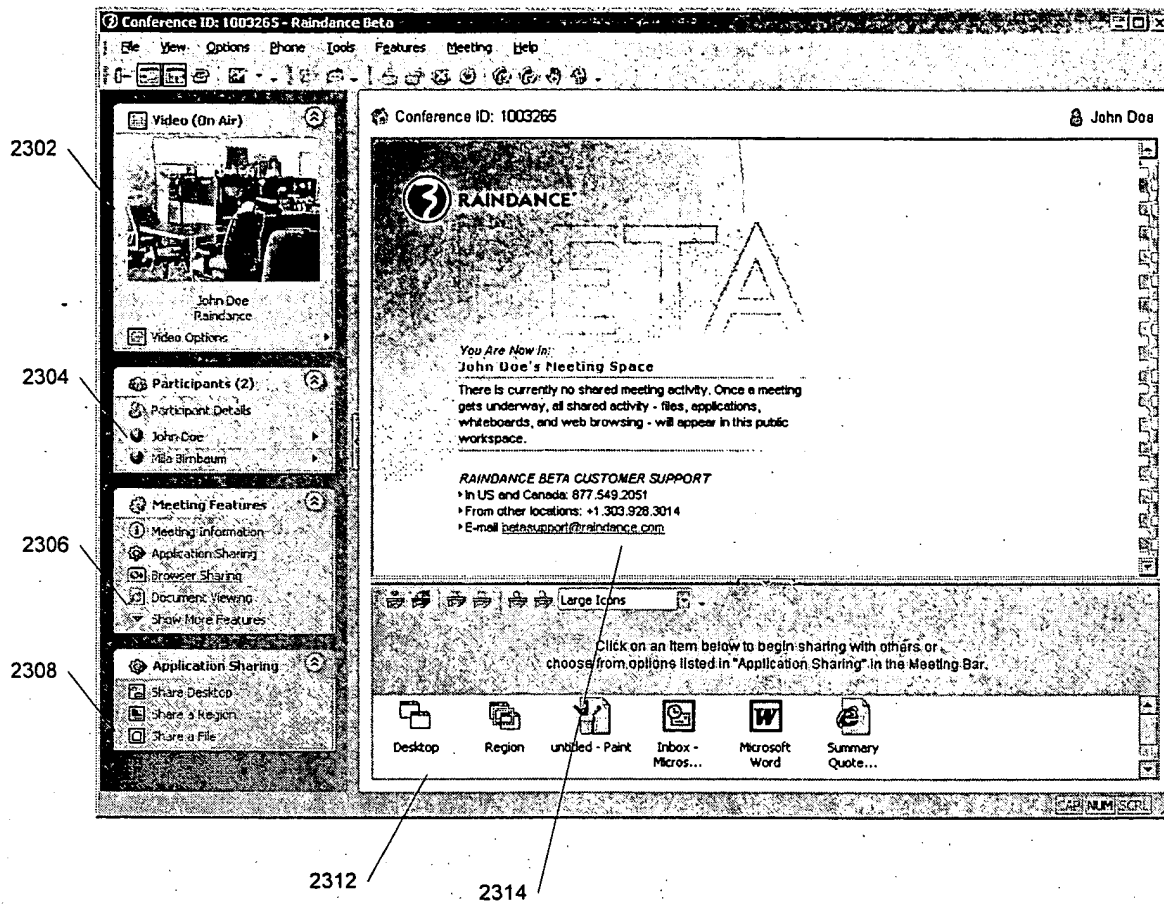 Conference ID: 1003265 - Raindance Beta
File View Options Phone Tools Features Meeting Help
2302
Video (On Air)
John Doe
Raindance
Video Options
2304
Participants (2)
Participant Details
John Doe
Mila Birnbaum
2306
Meeting Features
Meeting Information
Application Sharing
Browser Sharing
Document Viewing
Show More Features
2308
Application Sharing
Share Desktop
Share a Region
Share a File
Conference ID: 1003265
John Doe
RAINDANCE
ETA
You Are Now In:
John Doe's Meeting Space
There is currently no shared meeting activity. Once a meeting
gets underway, all shared activity - files, applications,
whiteboards, and web browsing - will appear in this public
workspace.
RAINDANCE BETA CUSTOMER SUPPORT
In US and Canada: 877.549.2051
From other locations: +1.303.928.3014
E-mail betasupport@raindance.com
Large Icons
Click on an item below to begin sharing with others or
choose from options listed in "Application Sharing" in the Meeting Bar.
Desktop
Region
untitled - Paint
Inbox -
Micros...
Microsoft
Word
Summary
Quote...
CAP NUM SCRL
2312
2314